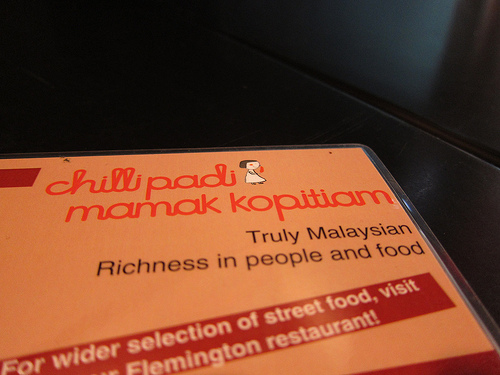 chilli padi
mamak kopitiam
Truly Malaysian
Richness in people and food
For wider selection of street food, visit
Flemington restaurant!